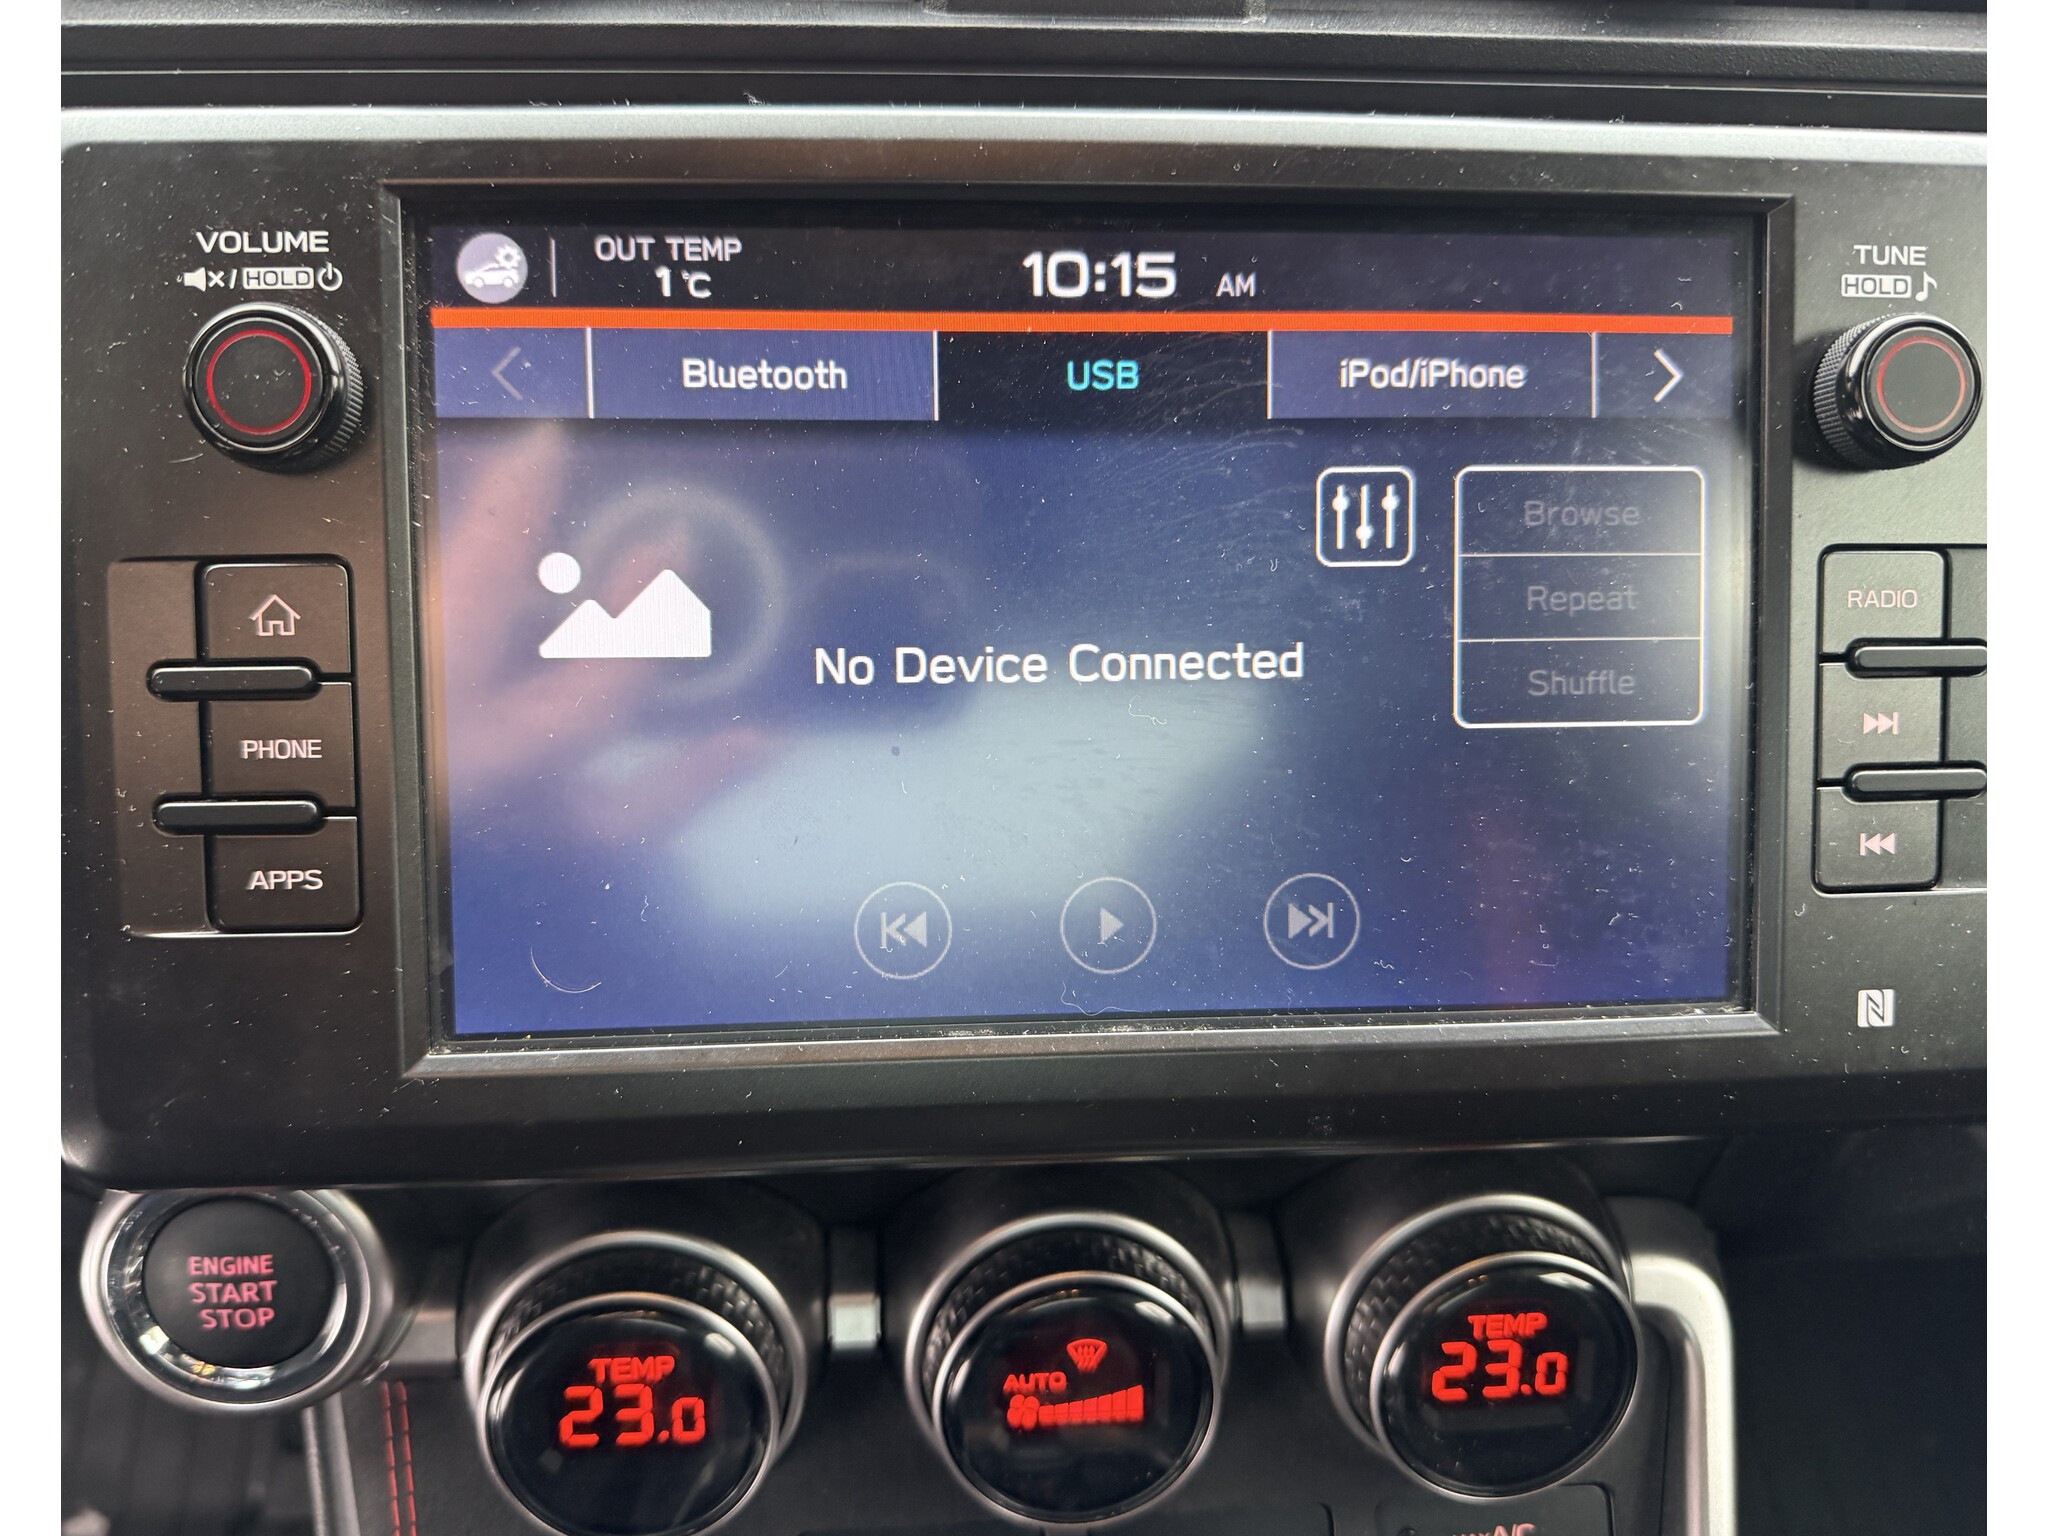 VOLUME
HOLD
OUT TEMP
1°C
10:15 AM
TUNE
HOLD
Bluetooth
USB
iPod/iPhone
Browse
Repeat
Shuffle
No Device Connected
PHONE
APPS
RADIO
ENGINE
START
STOP
TEMP
23.0
AUTO
TEMP
23.0
A/C